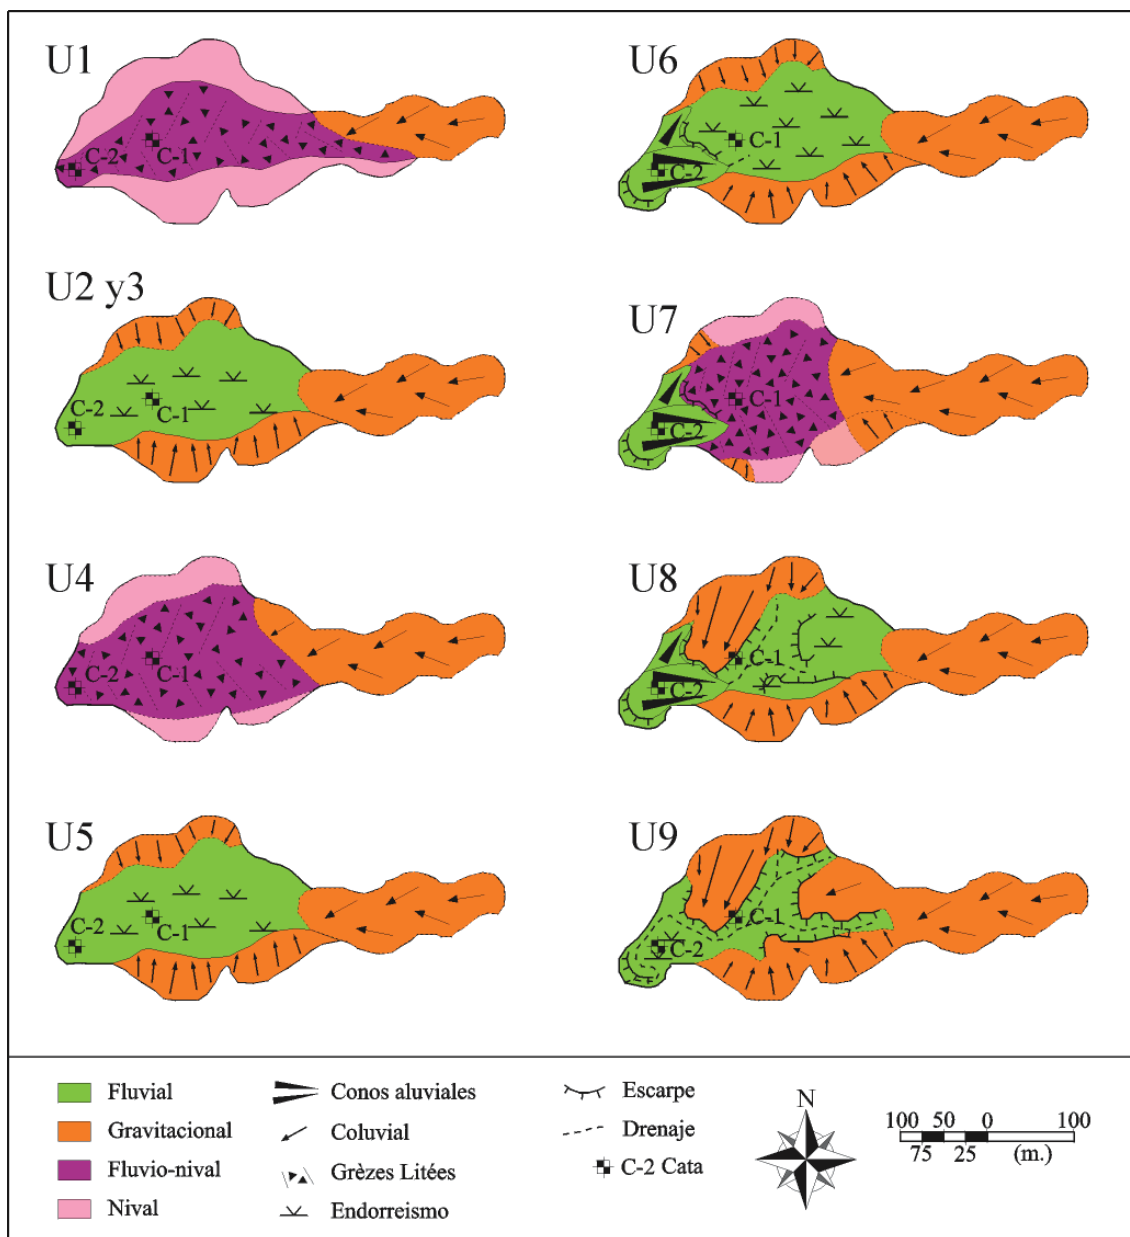 U1
C-2
C-1
U2 y3
C-2
C-1
U4
C-2
C-1
U5
C-2
C-1
U6
C-1
C-2
U7
C-1
C-2
U8
C-1
C-2
U9
C-1
C-2
Fluvial
Gravitacional
Fluvio-nival
Nival
Conos aluviales
Coluvial
Grèzes Litées
Endorreismo
Escarpe
Drenaje
C-2 Cata
N
100 50 0 100
75 25 (m.)